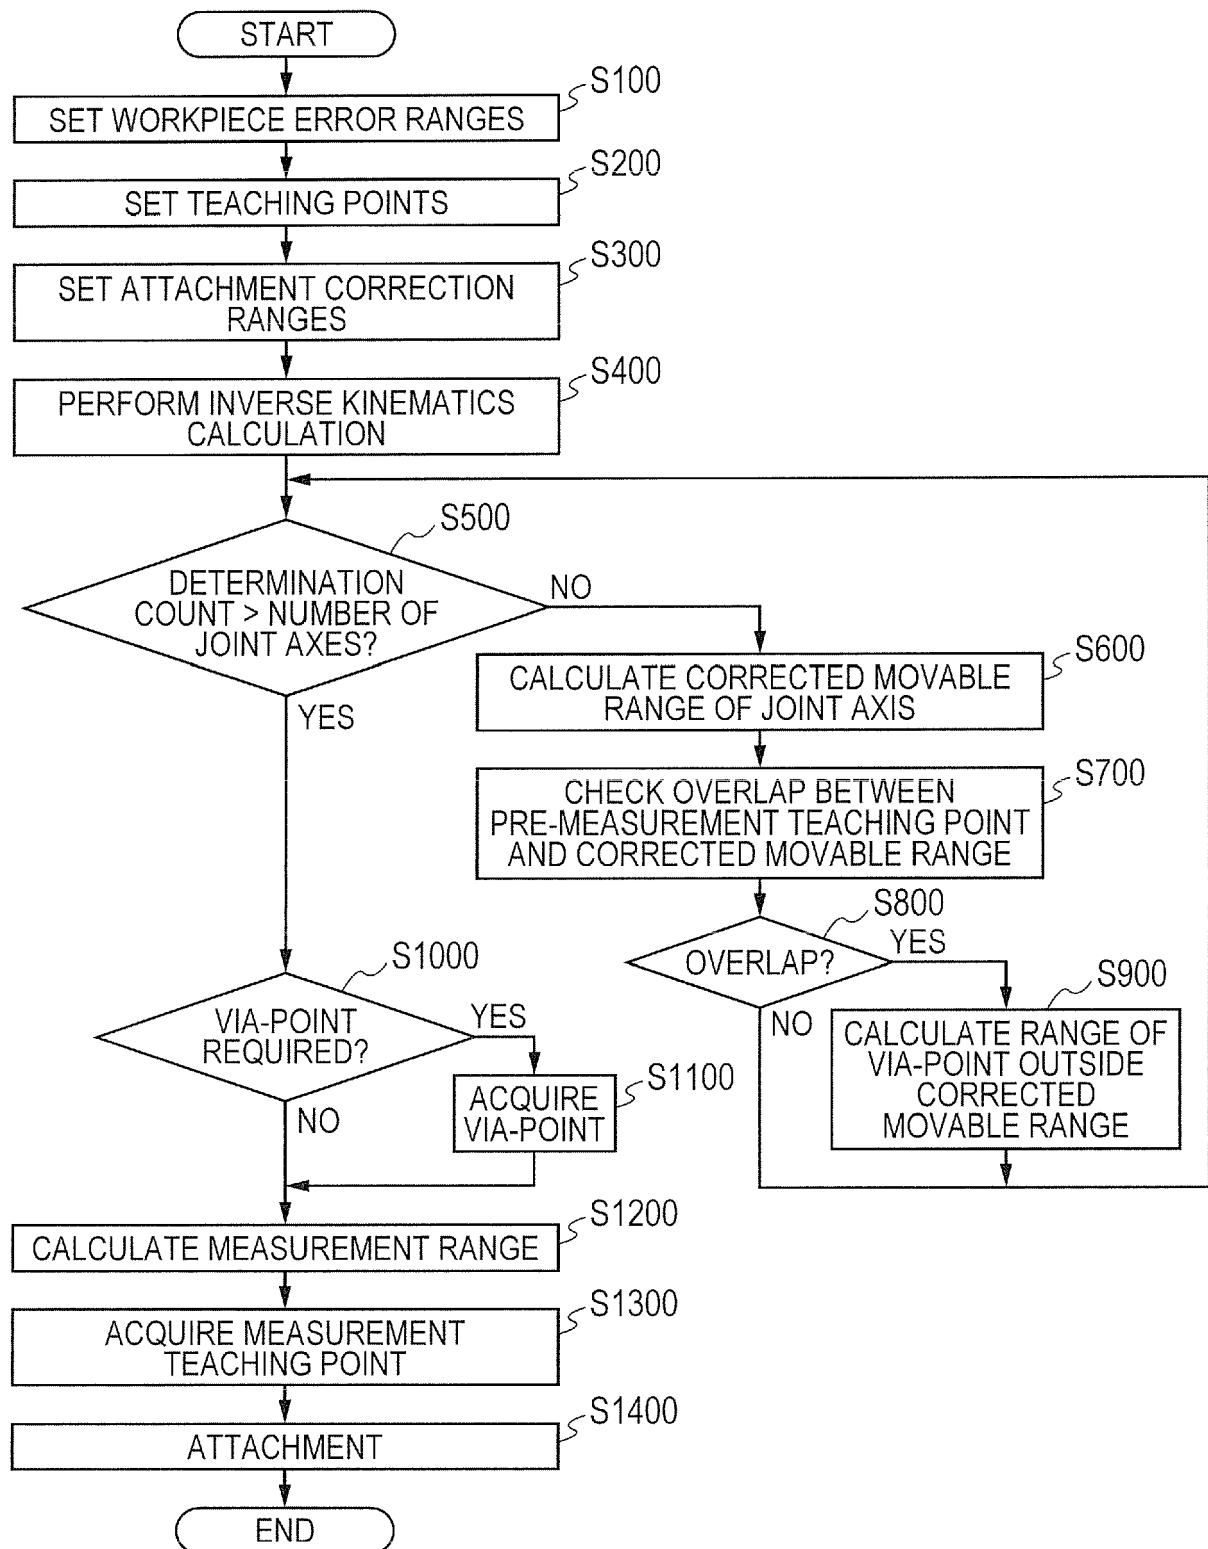 START
S100
SET WORKPIECE ERROR RANGES
S200
SET TEACHING POINTS
S300
SET ATTACHMENT CORRECTION
RANGES
S400
PERFORM INVERSE KINEMATICS
CALCULATION
S500
DETERMINATION
COUNT > NUMBER OF
JOINT AXES?
NO
YES
S600
CALCULATE CORRECTED MOVABLE
RANGE OF JOINT AXIS
S700
CHECK OVERLAP BETWEEN
PRE-MEASUREMENT TEACHING POINT
AND CORRECTED MOVABLE RANGE
S800
OVERLAP?
YES
NO
S900
CALCULATE RANGE OF
VIA-POINT OUTSIDE
CORRECTED
MOVABLE RANGE
S1000
VIA-POINT
REQUIRED?
YES
NO
S1100
ACQUIRE
VIA-POINT
S1200
CALCULATE MEASUREMENT RANGE
S1300
ACQUIRE MEASUREMENT
TEACHING POINT
S1400
ATTACHMENT
END